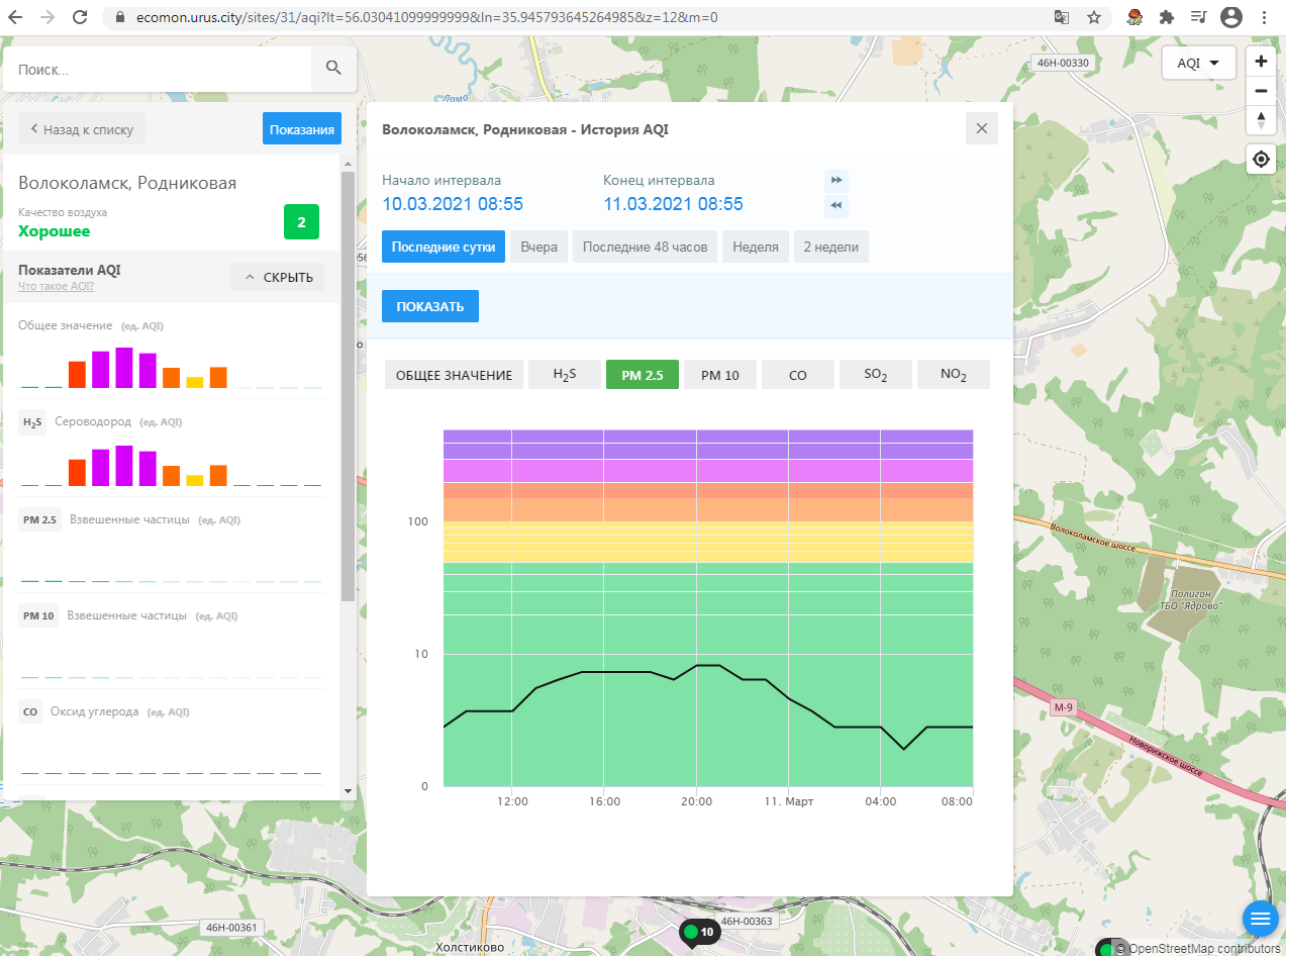 ecomon.urus.city/sites/31/aqi?lt=56.03041099999999&ln=35.945793645264985&z=12&m=0
Поиск...
46Н-00330
AQI
Лама
Назад к списку
Показания
Волоколамск, Родниковая - История AQI
Волоколамск, Родниковая
Качество воздуха
Хорошее
2
Начало интервала
Конец интервала
10.03.2021 08:55
11.03.2021 08:55
Последние сутки
Вчера
Последние 48 часов
Неделя
2 недели
Показатели AQI
Что такое AQI?
СКРЫТЬ
ПОКАЗАТЬ
Общее значение (ед. AQI)
ОБЩЕЕ ЗНАЧЕНИЕ
H2S
PM 2.5
PM 10
CO
SO2
NO2
H2S Сероводород (ед. AQI)
PM 2.5 Взвешенные частицы (ед. AQI)
PM 10 Взвешенные частицы (ед. AQI)
CO Оксид углерода (ед. AQI)
100
10
0
12:00
16:00
20:00
11. Март
04:00
08:00
Волоколамское шоссе
Полигон
ТБО "Ядрово"
М-9
Новорижское шоссе
46Н-00361
46Н-00363
10
Холстиково
© OpenStreetMap contributors